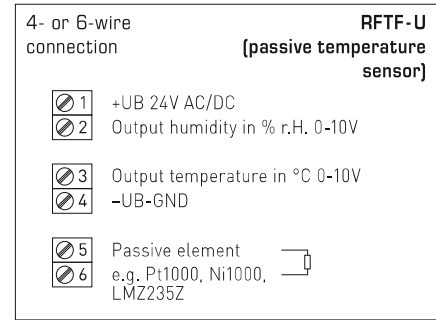 4- or 6-wire
connection
RFTF-U
(passive temperature
sensor)
1 +UB 24V AC/DC
2 Output humidity in % r.H. 0-10V
3 Output temperature in °C 0-10V
4 –UB-GND
5 Passive element
6 e.g. Pt1000, Ni1000,
LMZ235Z